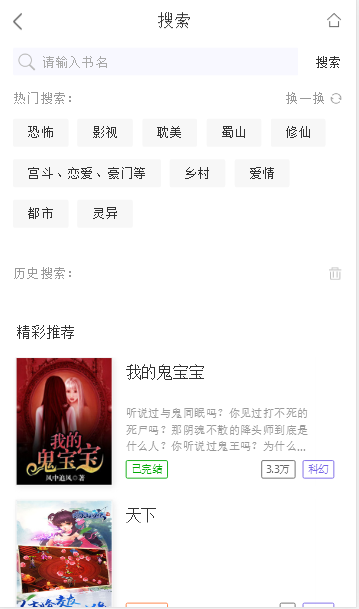 搜索
请输入书名
搜索
热门搜索：
换一换
恐怖
影视
耽美
蜀山
修仙
宫斗、恋爱、豪门等
乡村
爱情
都市
灵异
历史搜索：
精彩推荐
我的鬼宝宝
听说过与鬼同眠吗？你见过打不死的
死尸吗？那阴魂不散的降头师到底是
什么人？你听说过鬼王吗？为什么...
已完结
3.3万
科幻
我的
鬼宝宝
风中追风◎著
天下